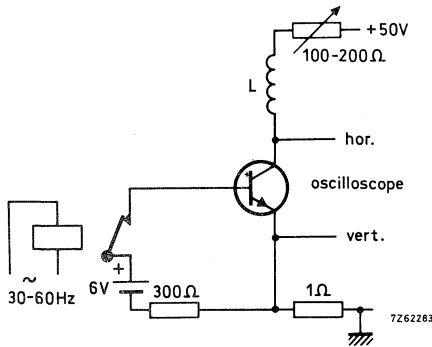 +50V
100-200Ω
L
hor.
oscilloscope
vert.
+
6V
300Ω
1Ω
~
30-60Hz
7Z62283